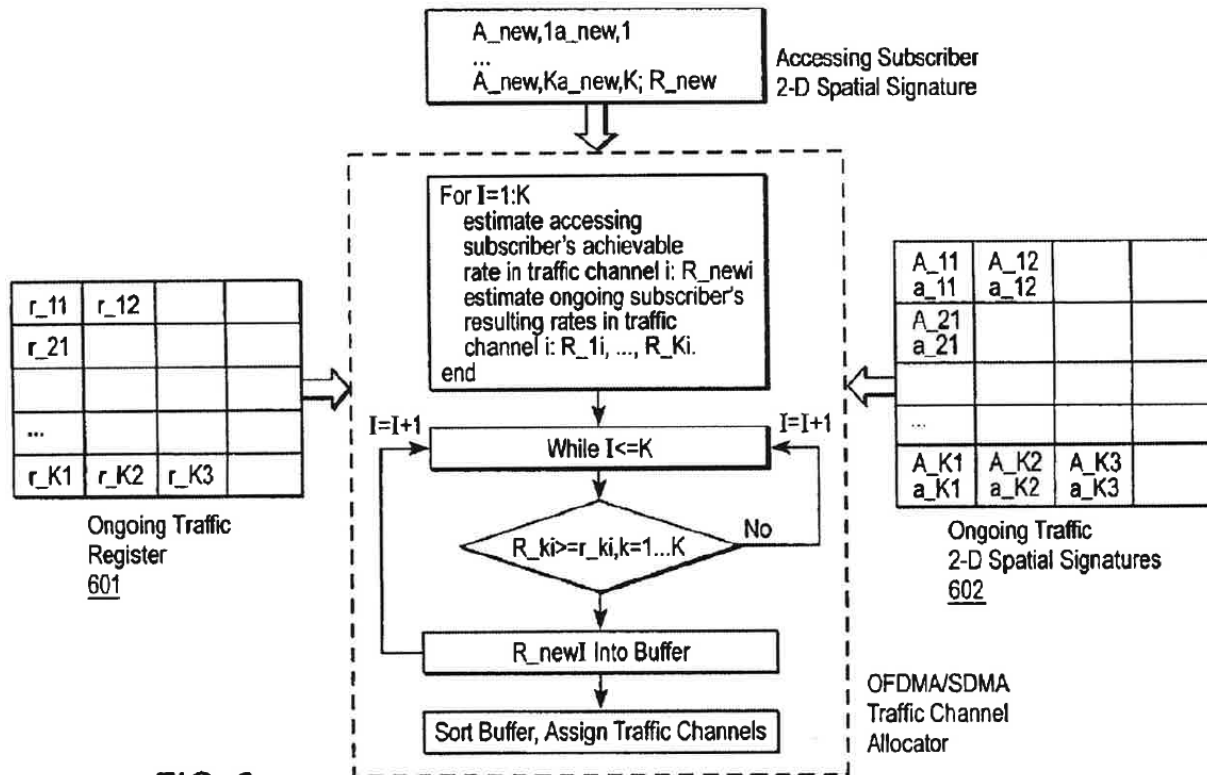 A_new,1a_new,1
...
A_new,Ka_new,K; R_new
Accessing Subscriber
2-D Spatial Signature
For I=1:K
estimate accessing
subscriber's achievable
rate in traffic channel i: R_newi
estimate ongoing subscriber's
resulting rates in traffic
channel i: R_1i, ..., R_Ki.
end
r_11 r_12
r_21
...
r_K1 r_K2 r_K3
Ongoing Traffic
Register
601
A_11 A_12
a_11 a_12
A_21
a_21
...
A_K1 A_K2 A_K3
a_K1 a_K2 a_K3
Ongoing Traffic
2-D Spatial Signatures
602
I=I+1
I=I+1
While I<=K
R_ki>=r_ki,k=1...K
No
R_newI Into Buffer
Sort Buffer, Assign Traffic Channels
OFDMA/SDMA
Traffic Channel
Allocator